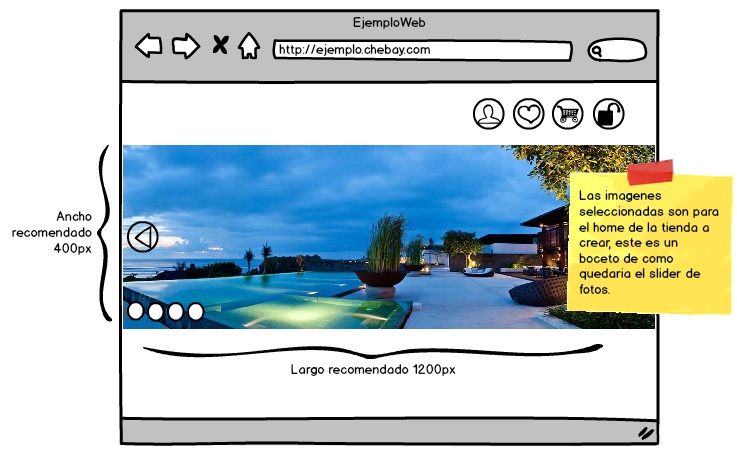 EjemploWeb
http://ejemplo.chebay.com
Ancho
recomendado
400px
Las imagenes
seleccionadas son para
el home de la tienda a
crear, este es un
boceto de como
quedaria el slider de
fotos.
Largo recomendado 1200px